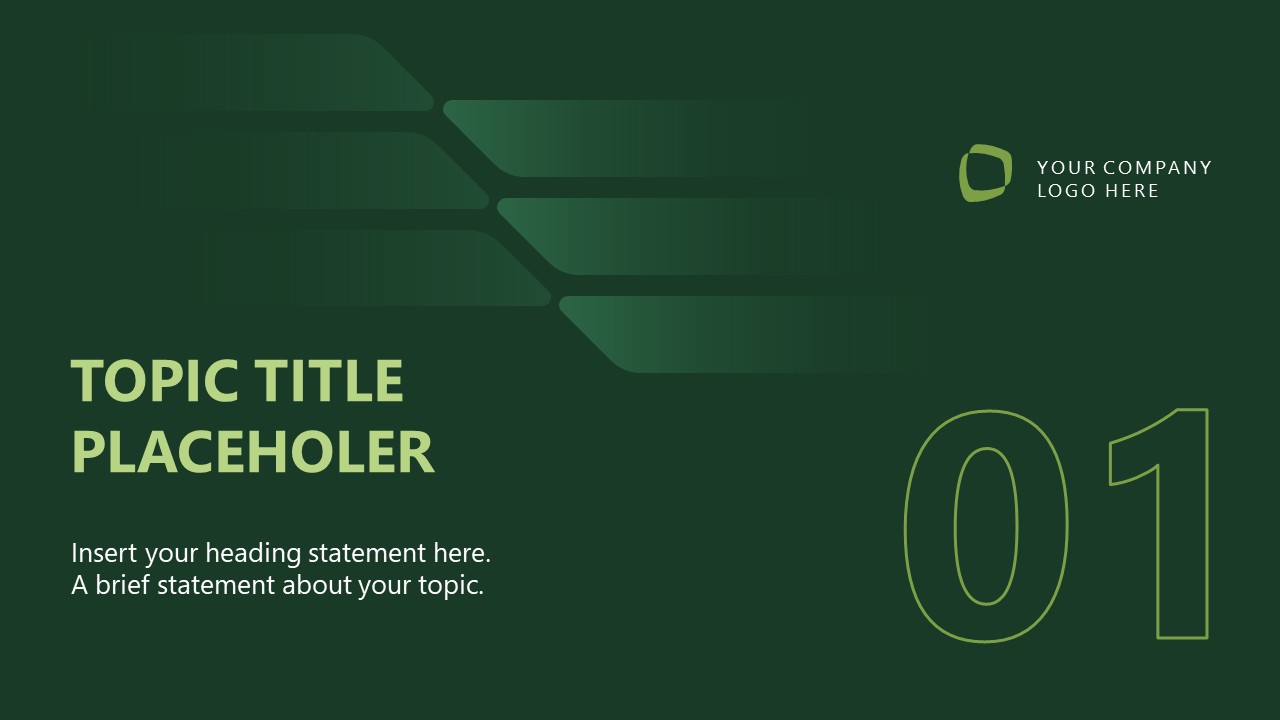 YOUR COMPANY
LOGO HERE
TOPIC TITLE
PLACEHOLER
Insert your heading statement here.
A brief statement about your topic.
01